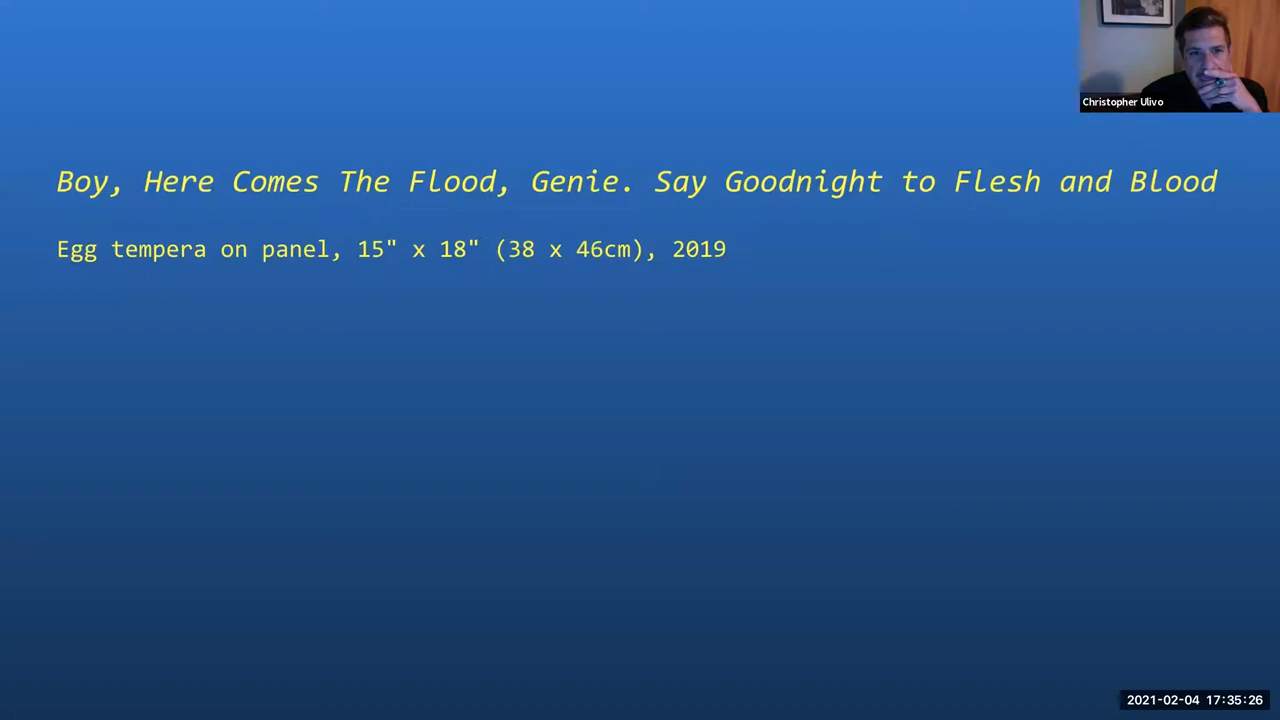 Christopher Ulivo
Boy, Here Comes The Flood, Genie. Say Goodnight to Flesh and Blood
Egg tempera on panel, 15" x 18" (38 x 46cm), 2019
2021-02-04 17:35:26